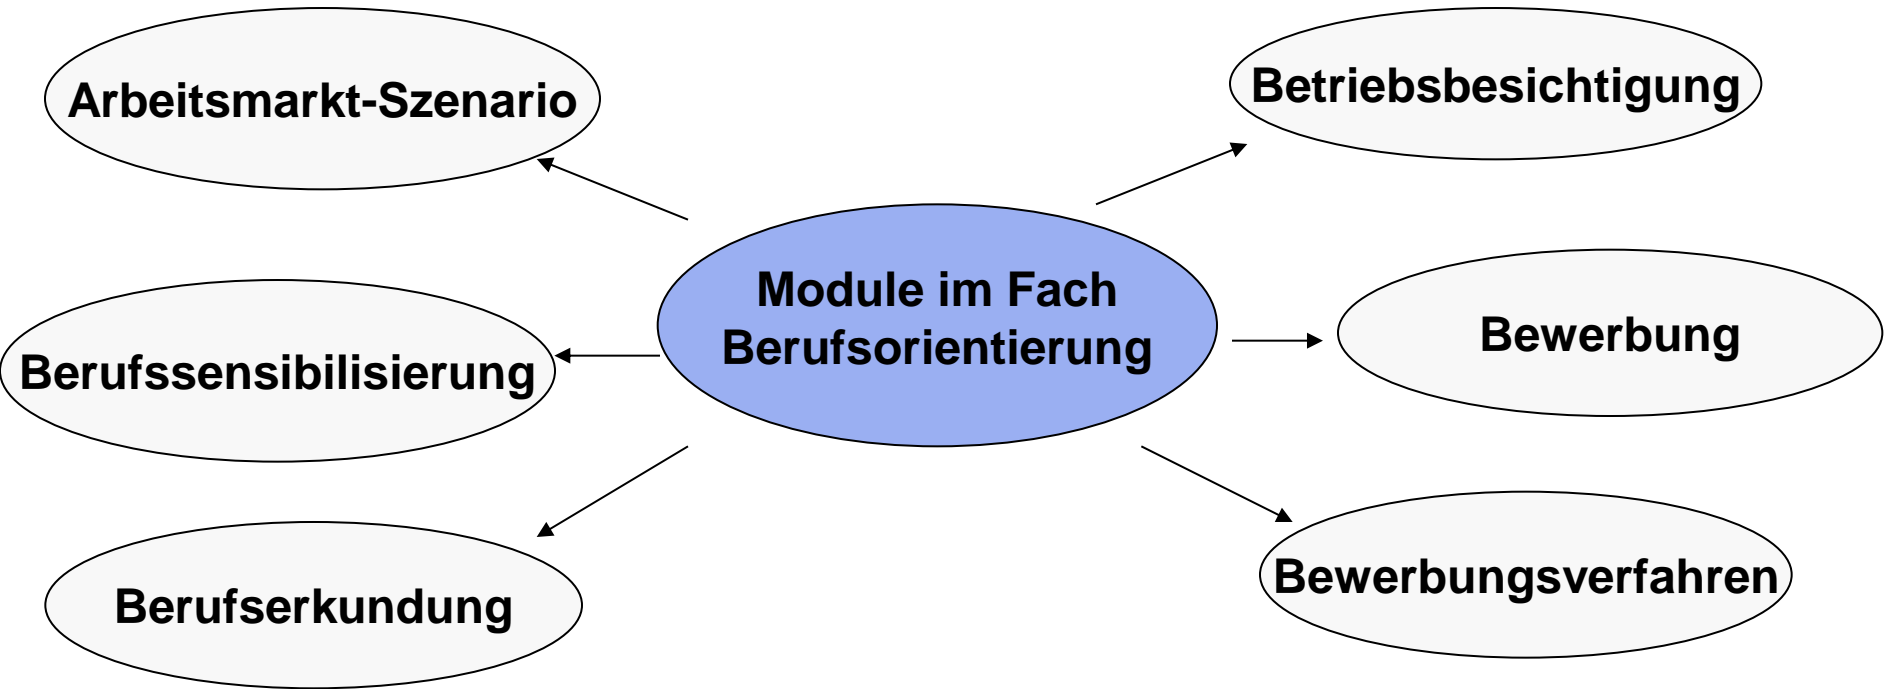 Arbeitsmarkt-Szenario
Betriebsbesichtigung
Module im Fach
Berufsorientierung
Berufssensibilisierung
Bewerbung
Berufserkundung
Bewerbungsverfahren